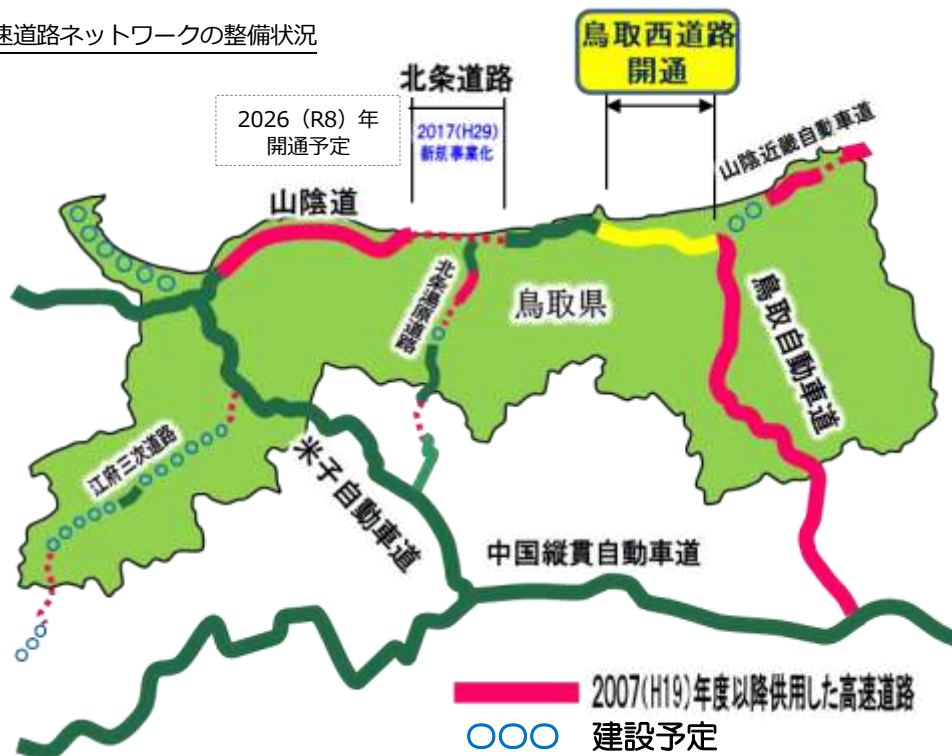 速道路ネットワークの整備状況
鳥取西道路
開通
北条道路
2026（R8）年
開通予定
2017(H29)
新規事業化
山陰近畿自動車道
山陰道
北条湯原道路
鳥取県
鳥取自動車道
江府三次道路
米子自動車道
中国縦貫自動車道
2007(H19)年度以降供用した高速道路
○○○ 建設予定